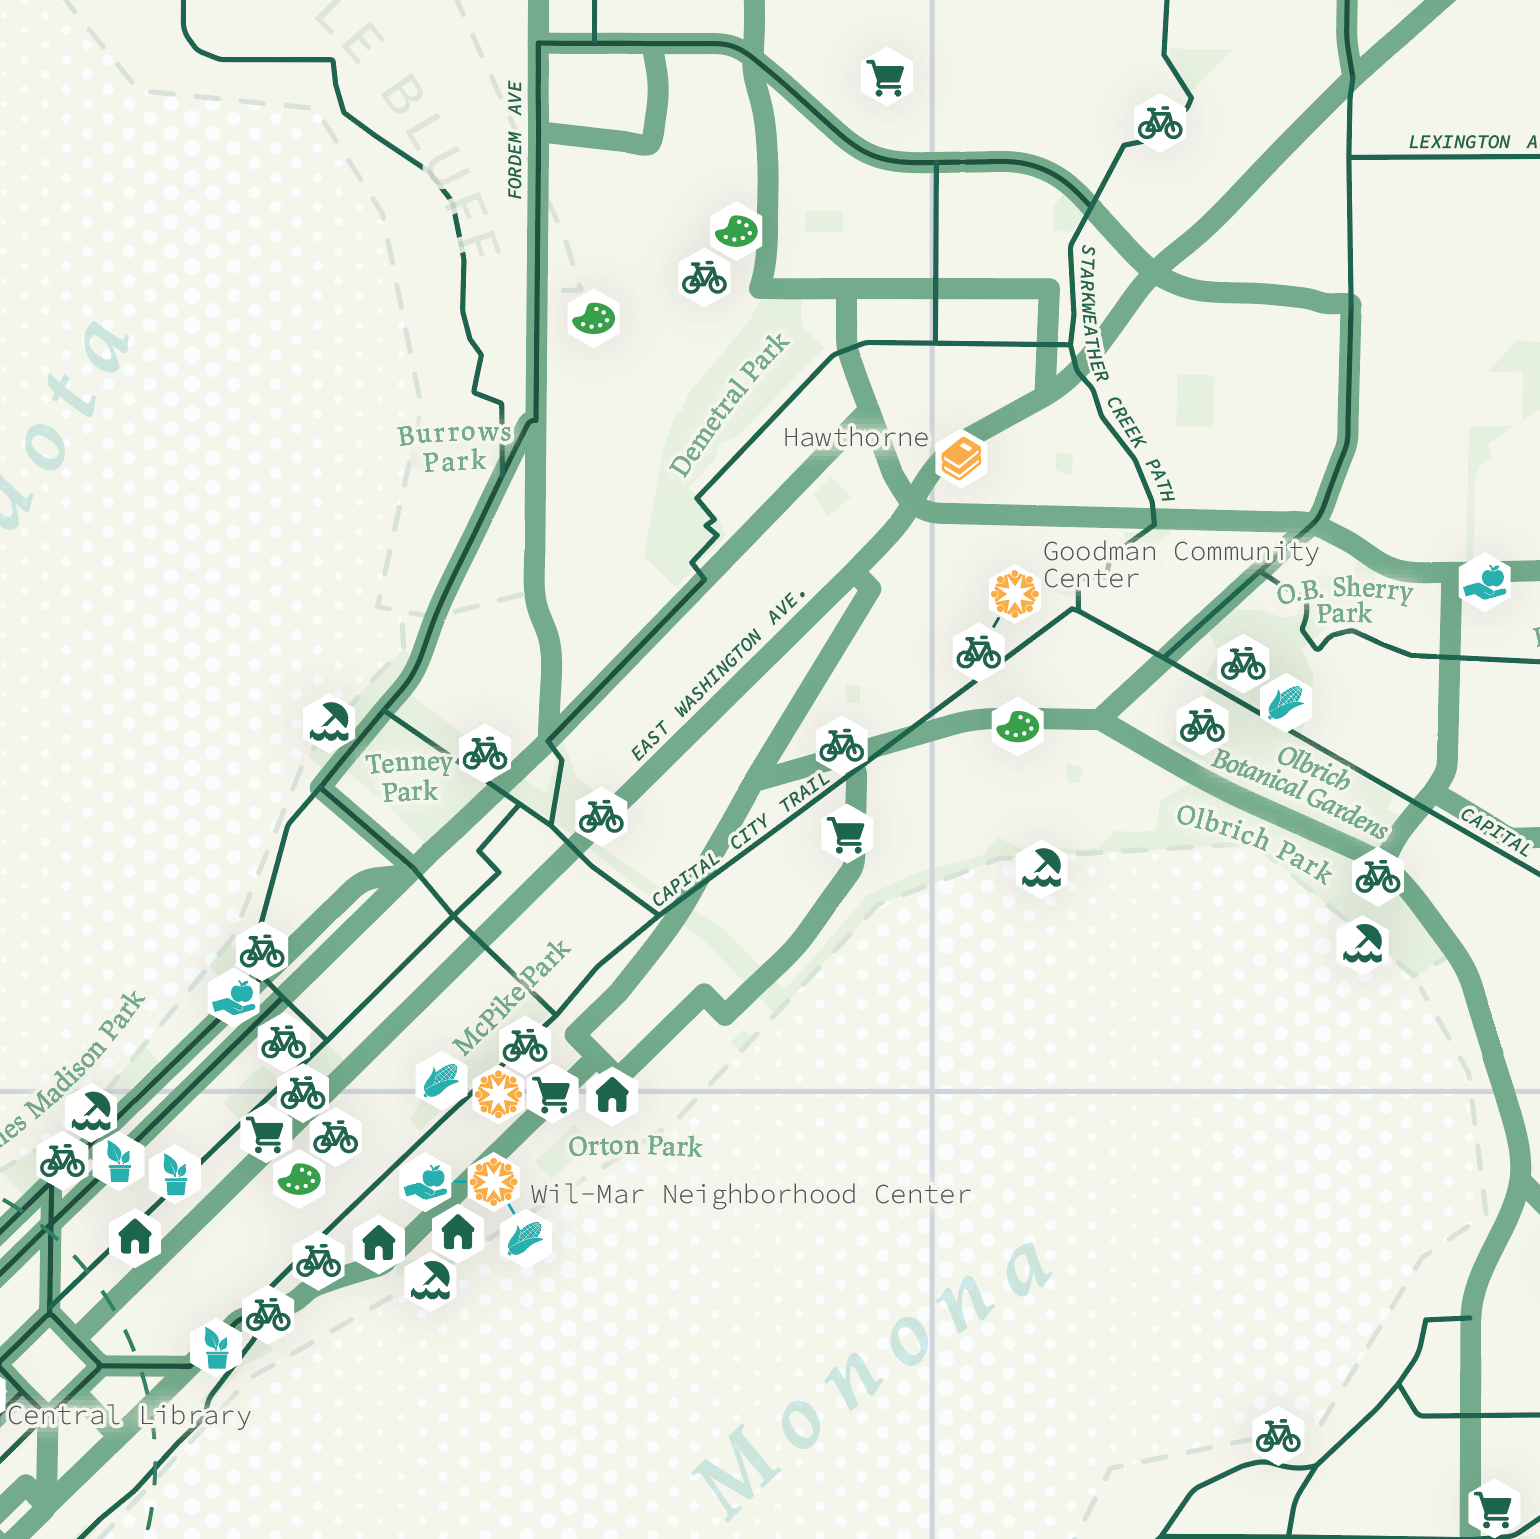 LE BLUFF
FORDEM AVE
LEXINGTON A
STARKWEATHER CREEK PATH
dota
Demetral Park
Burrows
Park
Hawthorne
Goodman Community
Center
O.B. Sherry
Park
EAST WASHINGTON AVE.
Tenney
Park
CAPITAL CITY TRAIL
Olbrich
Botanical Gardens
Olbrich Park
CAPITAL
McPike Park
es Madison Park
Orton Park
Wil-Mar Neighborhood Center
Monona
Central Library